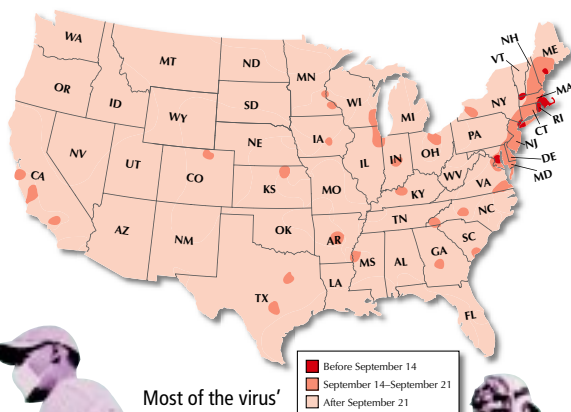 NH
ME
WA
VT
MT
ND
MN
MA
OR
ID
SD
WI
NY
MI
WY
RI
IA
PA
CT
NE
NJ
NV
OH
IL
IN
DE
UT
MD
CA
CO
WV
KS
MO
VA
KY
NC
TN
AZ
NM
OK
AR
SC
MS
AL
GA
LA
TX
FL
Before September 14
September 14–September 21
After September 21
Most of the virus'